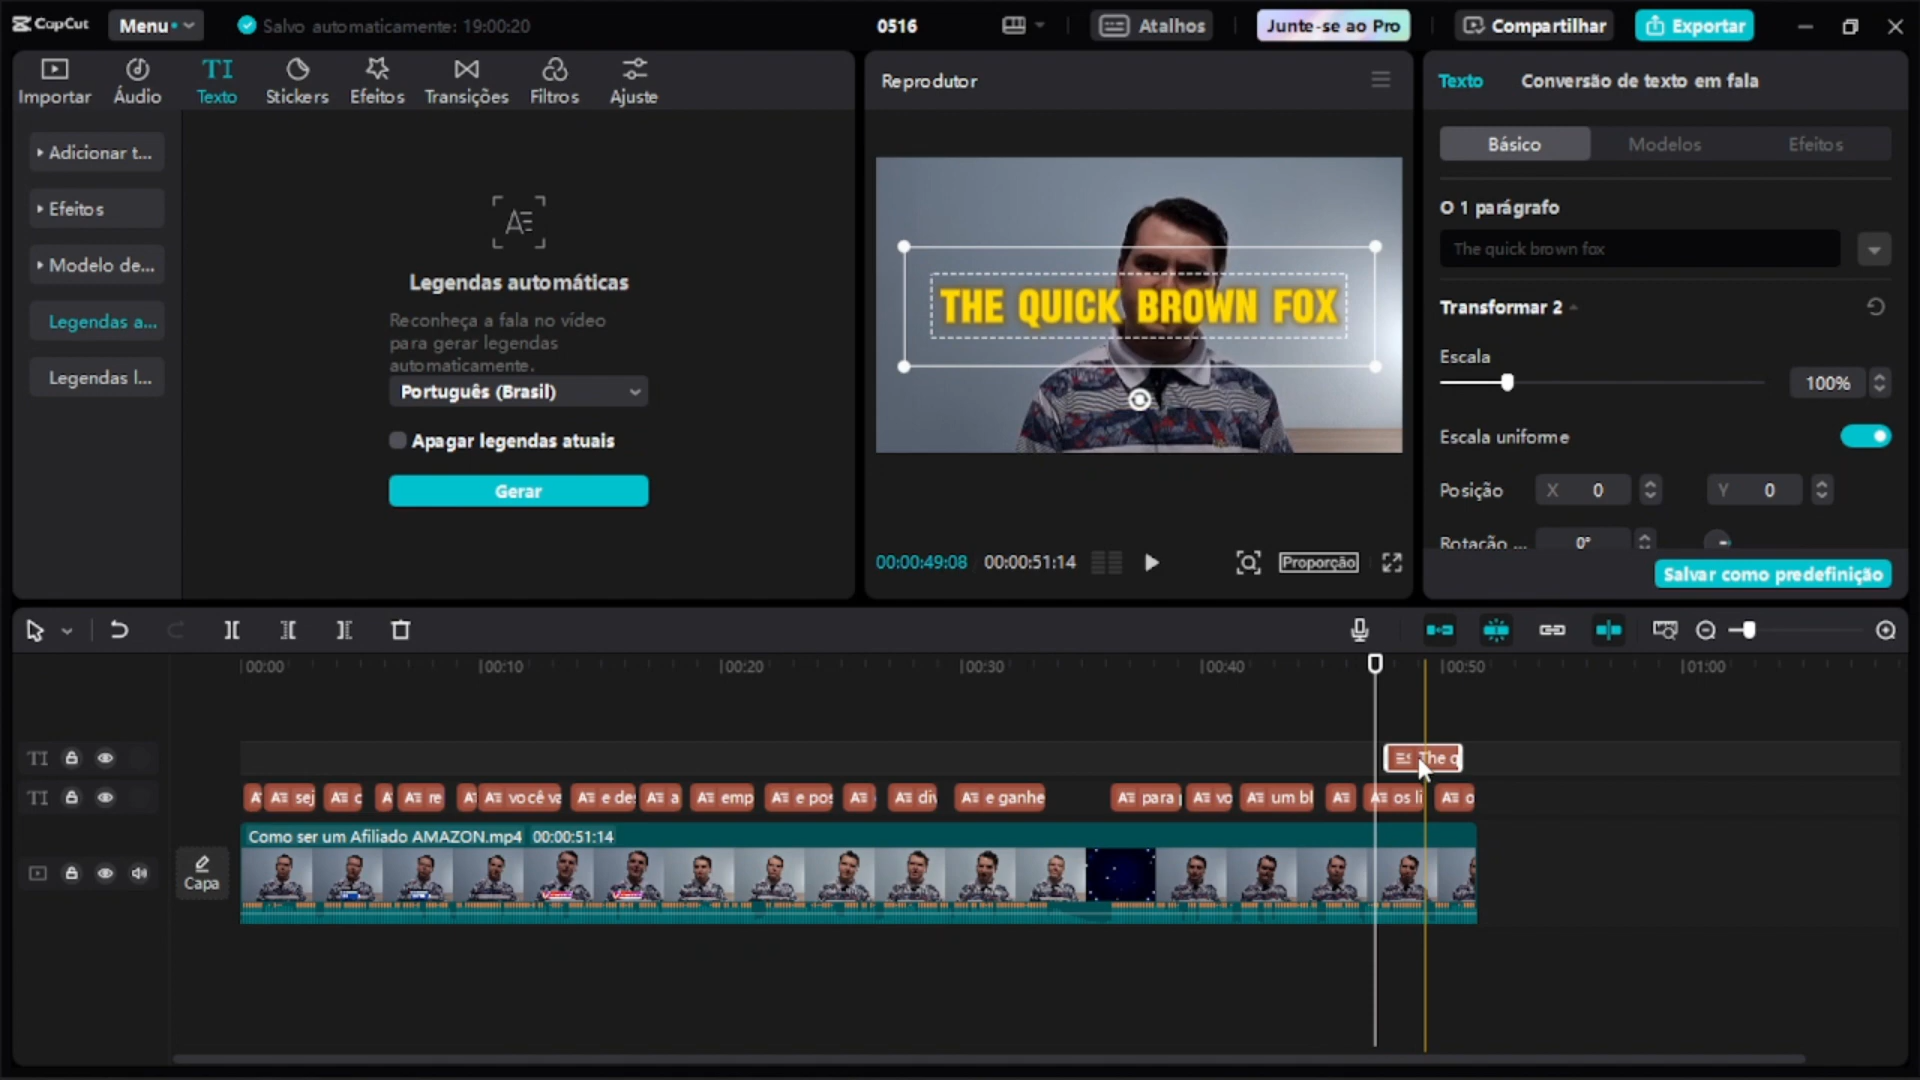 CapCut
Menu
Salvo automaticamente: 19:00:20
0516
Atalhos
Junte-se ao Pro
Compartilhar
Exportar
Importar
Áudio
TI
Texto
Stickers
Efeitos
Transições
Filtros
Ajuste
Adicionar t...
Efeitos
Modelo de...
Legendas a...
Legendas l...
Legendas automáticas
Reconheça a fala no vídeo
para gerar legendas
automaticamente.
Português (Brasil)
Apagar legendas atuais
Gerar
Reprodutor
THE QUICK BROWN FOX
00:00:49:08
00:00:51:14
Proporção
Texto
Conversão de texto em fala
Básico
Modelos
Efeitos
O 1 parágrafo
The quick brown fox
Transformar 2
Escala
100%
Escala uniforme
Posição
X 0
Y 0
Rotação ...
0°
Salvar como predefinição
00:00
00:10
00:20
00:30
00:40
00:50
01:00
TI
The q
TI
sej
re
você va
e de
a
emp
e pos
div
e ganhe
para
vo
um bl
os li
o
Como ser um Afiliado AMAZON.mp4 00:00:51:14
Capa